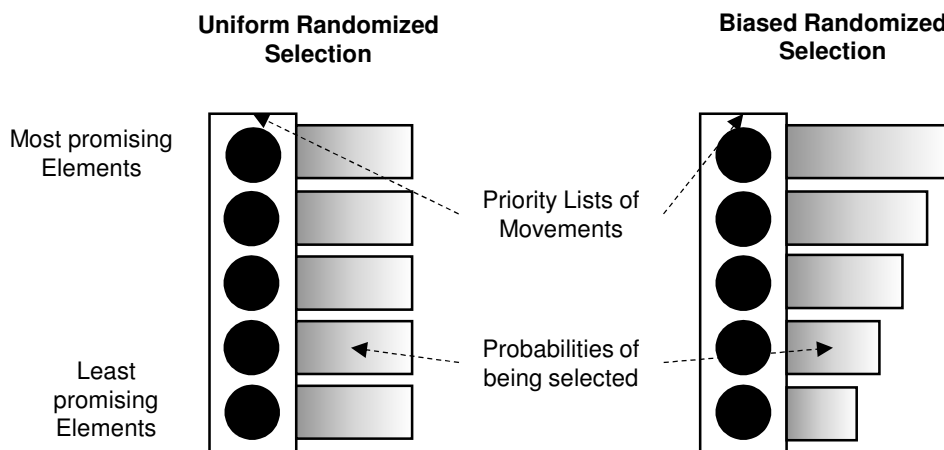 Uniform Randomized
Selection
Biased Randomized
Selection
Most promising
Elements
Priority Lists of
Movements
Probabilities of
being selected
Least
promising
Elements